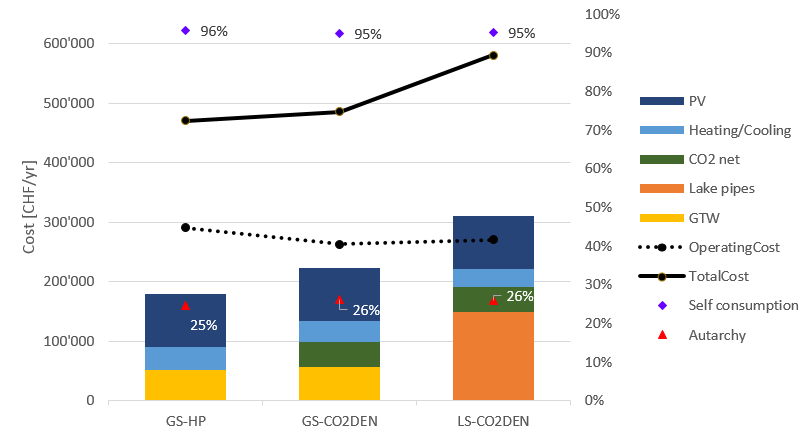 100%
600'000
96%
95%
95%
90%
500'000
80%
70%
400'000
60%
Cost [CHF/yr]
300'000
50%
40%
200'000
30%
25%
26%
26%
20%
100'000
10%
0
0%
GS-HP
GS-CO2DEN
LS-CO2DEN
PV
Heating/Cooling
CO2 net
Lake pipes
GTW
OperatingCost
TotalCost
Self consumption
Autarchy